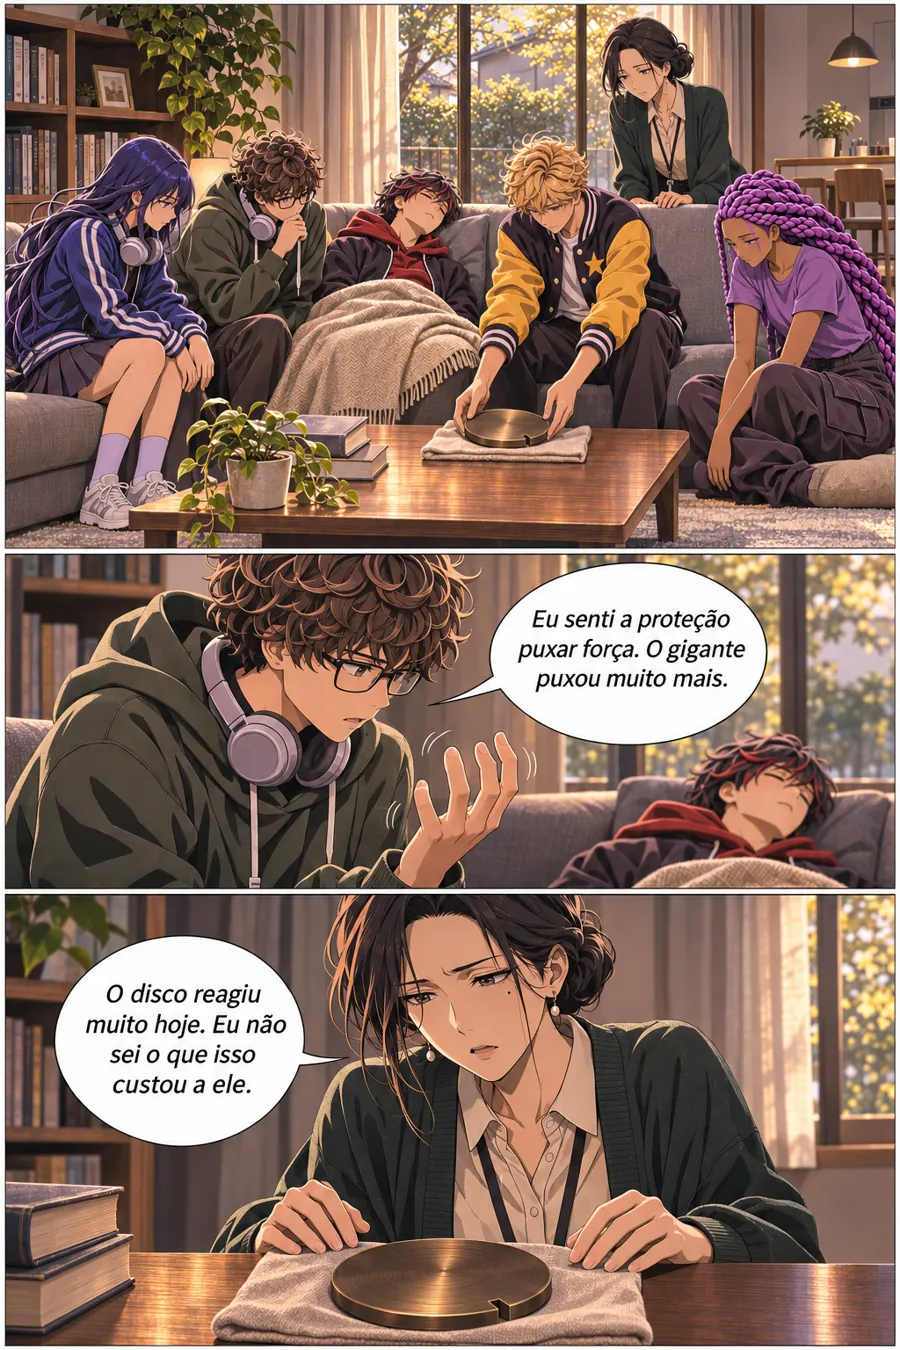 Eu senti a proteção
puxar força. O gigante
puxou muito mais.
O disco reagiu
muito hoje. Eu não
sei o que isso
custou a ele.